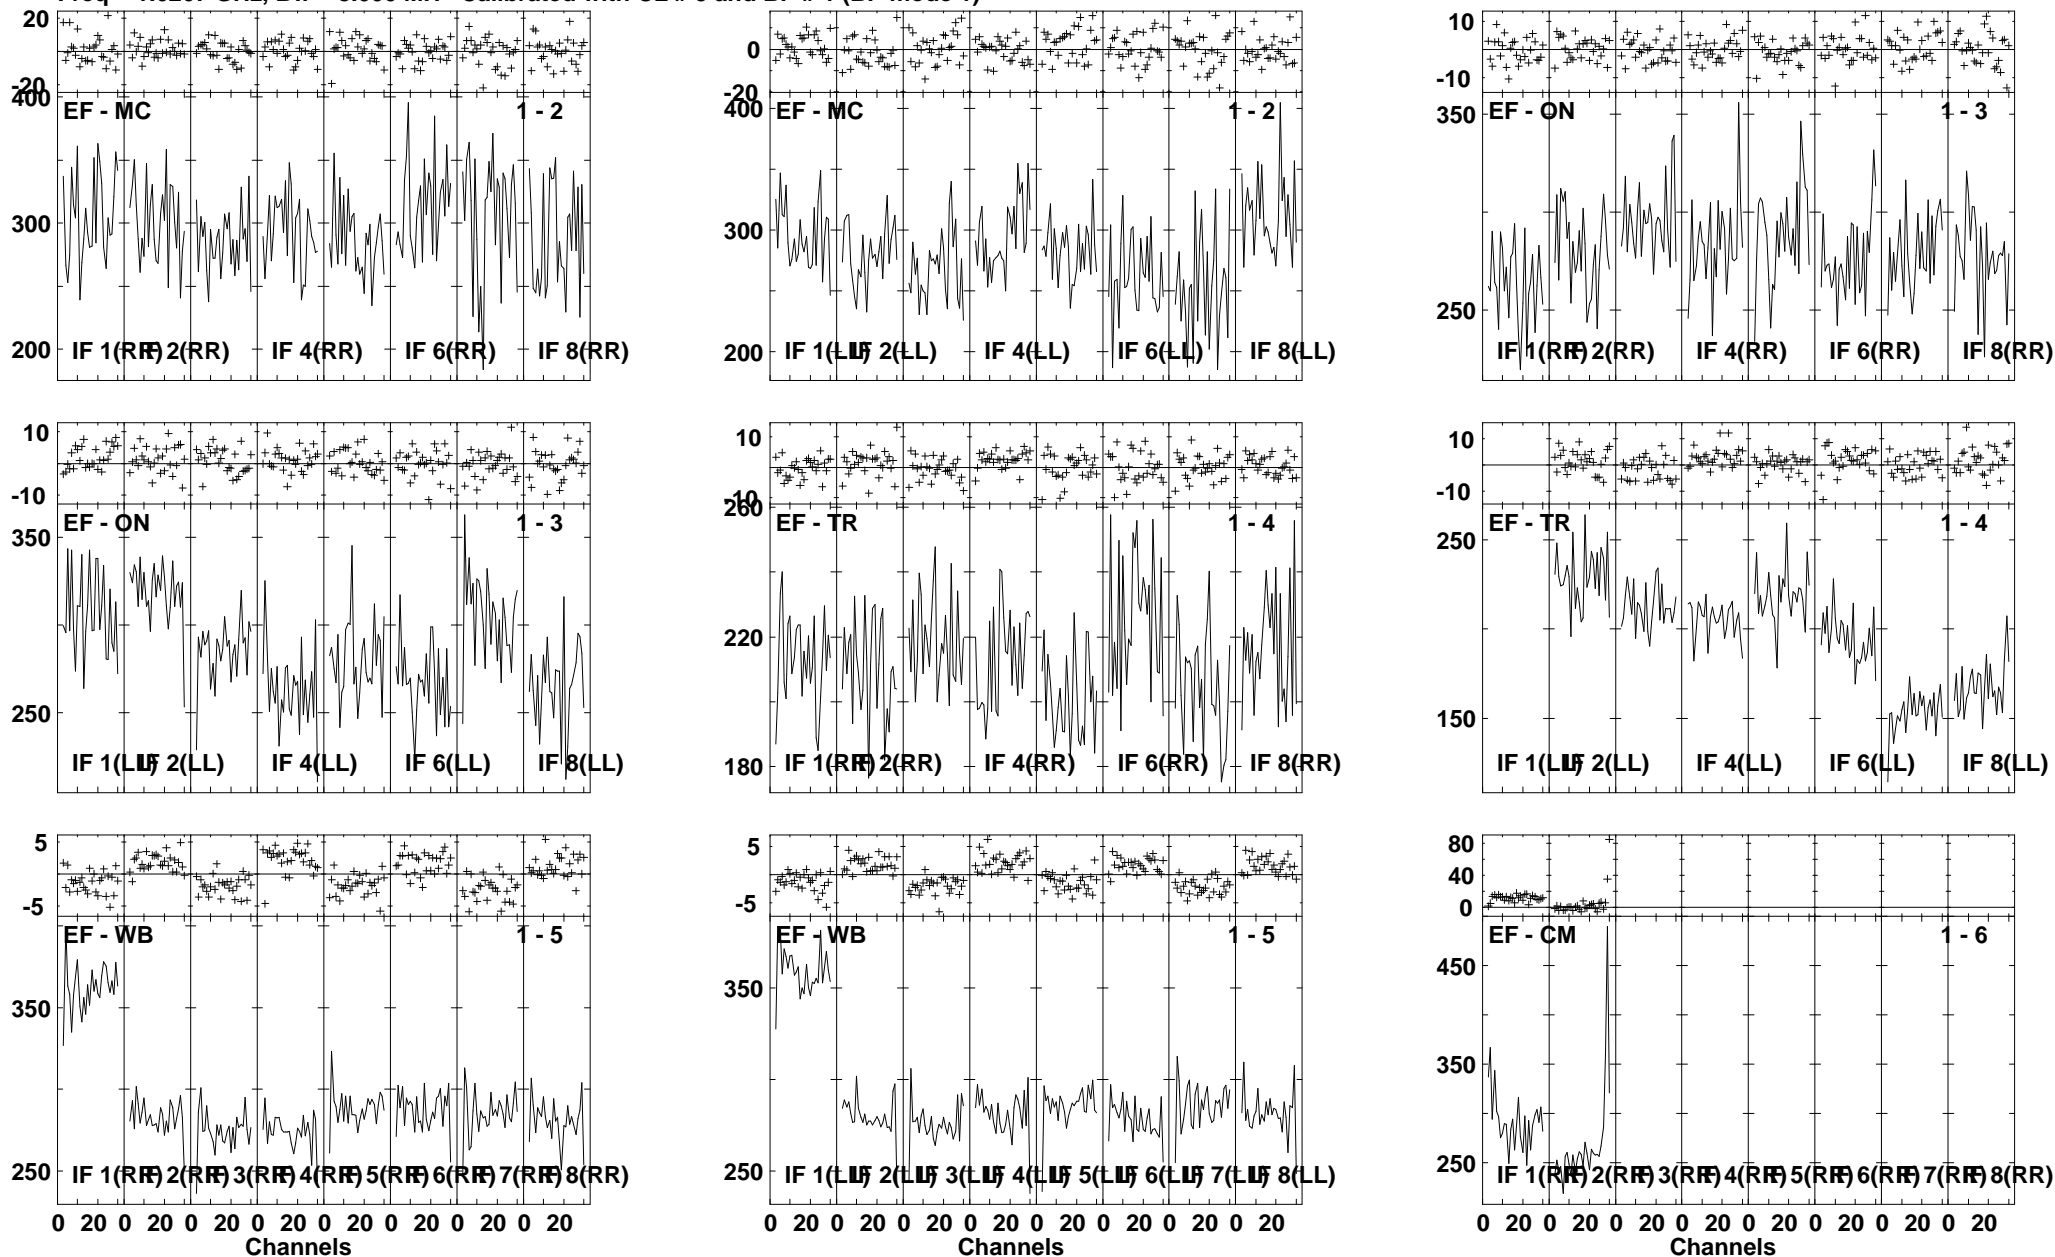 20
0
-20
400
300
200
EF - MC 1 - 2
IF 1(RR) IF 2(RR) IF 4(RR) IF 6(RR) IF 8(RR)
20
0
-20
400
300
200
EF - MC 1 - 2
IF 1(LL) IF 2(LL) IF 4(LL) IF 6(LL) IF 8(LL)
10
0
-10
350
250
EF - ON 1 - 3
IF 1(RR) IF 2(RR) IF 4(RR) IF 6(RR) IF 8(RR)
10
0
-10
350
250
EF - ON 1 - 3
IF 1(LL) IF 2(LL) IF 4(LL) IF 6(LL) IF 8(LL)
10
0
-10
260
220
180
EF - TR 1 - 4
IF 1(RR) IF 2(RR) IF 4(RR) IF 6(RR) IF 8(RR)
10
0
-10
250
150
EF - TR 1 - 4
IF 1(LL) IF 2(LL) IF 4(LL) IF 6(LL) IF 8(LL)
5
0
-5
350
250
EF - WB 1 - 5
IF 1(RR) IF 2(RR) IF 3(RR) IF 4(RR) IF 5(RR) IF 6(RR) IF 7(RR) IF 8(RR)
0 20 0 20 0 20 0 20 0 20 0 20 0 20 0 20
Channels
5
0
-5
350
250
EF - WB 1 - 5
IF 1(LL) IF 2(LL) IF 3(LL) IF 4(LL) IF 5(LL) IF 6(LL) IF 7(LL) IF 8(LL)
0 20 0 20 0 20 0 20 0 20 0 20 0 20 0 20
Channels
80
40
0
450
350
250
EF - CM 1 - 6
IF 1(RR) IF 2(RR) IF 3(RR) IF 4(RR) IF 5(RR) IF 6(RR) IF 7(RR) IF 8(RR)
0 20 0 20 0 20 0 20 0 20 0 20 0 20 0 20
Channels